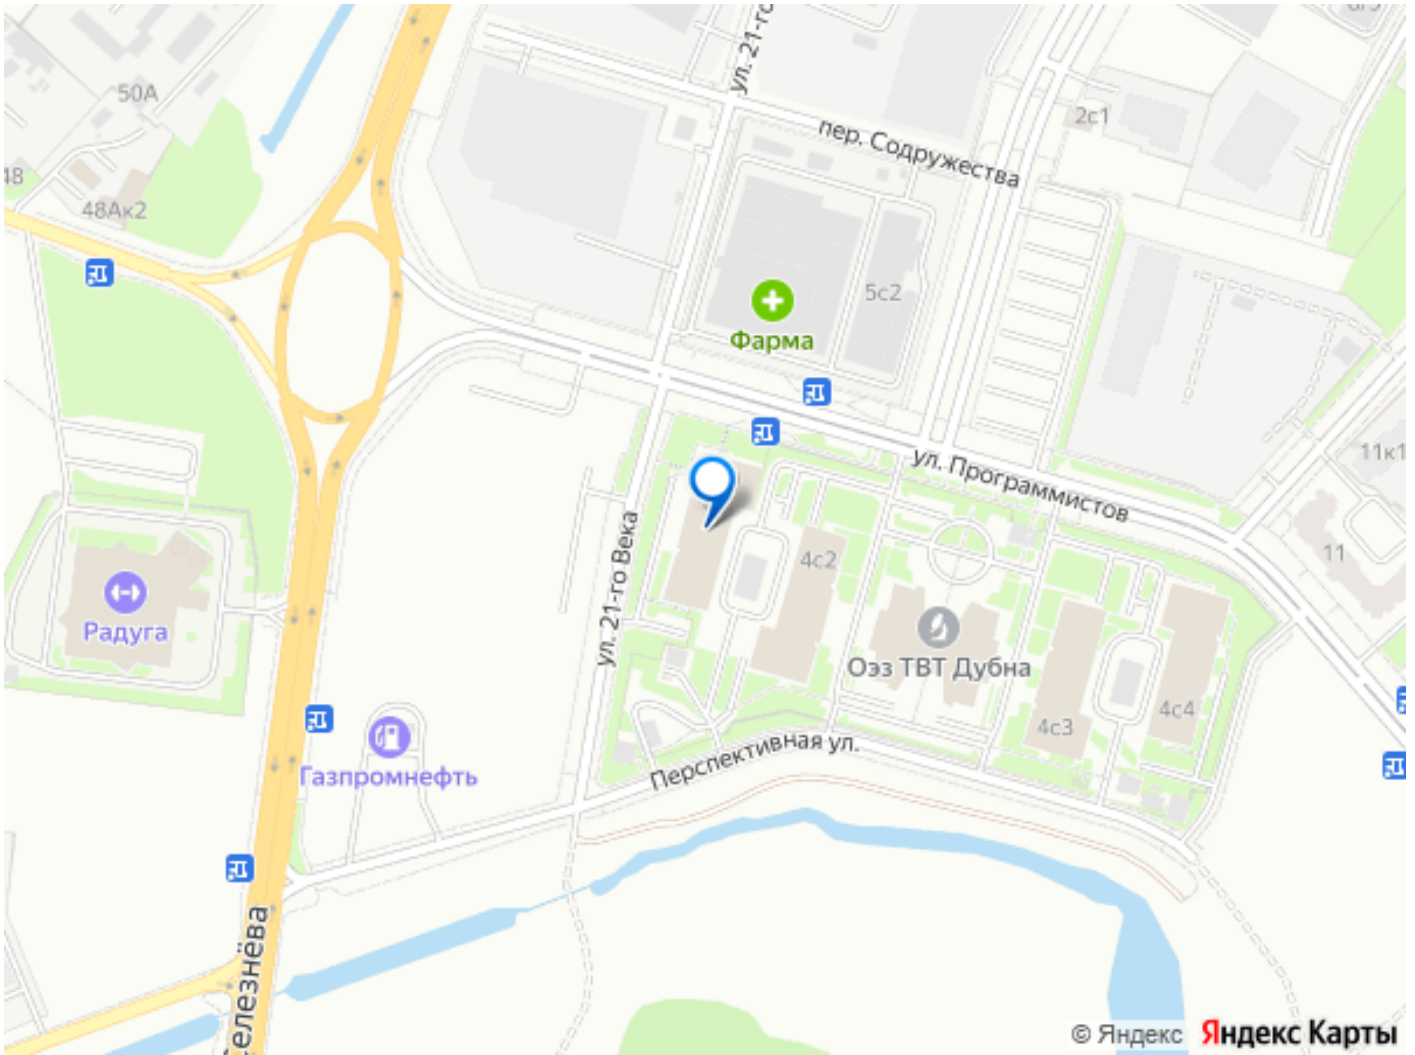 ул. 21-го
50А
2с1
пер. Содружества
48
48Ак2
5с2
Фарма
ул. Программистов
11к1
11
ул. 21-го Века
4с2
Радуга
Оэз ТВТ Дубна
4с3
4с4
Газпромнефть
Перспективная ул.
Селезнёва
© Яндекс Яндекс Карты